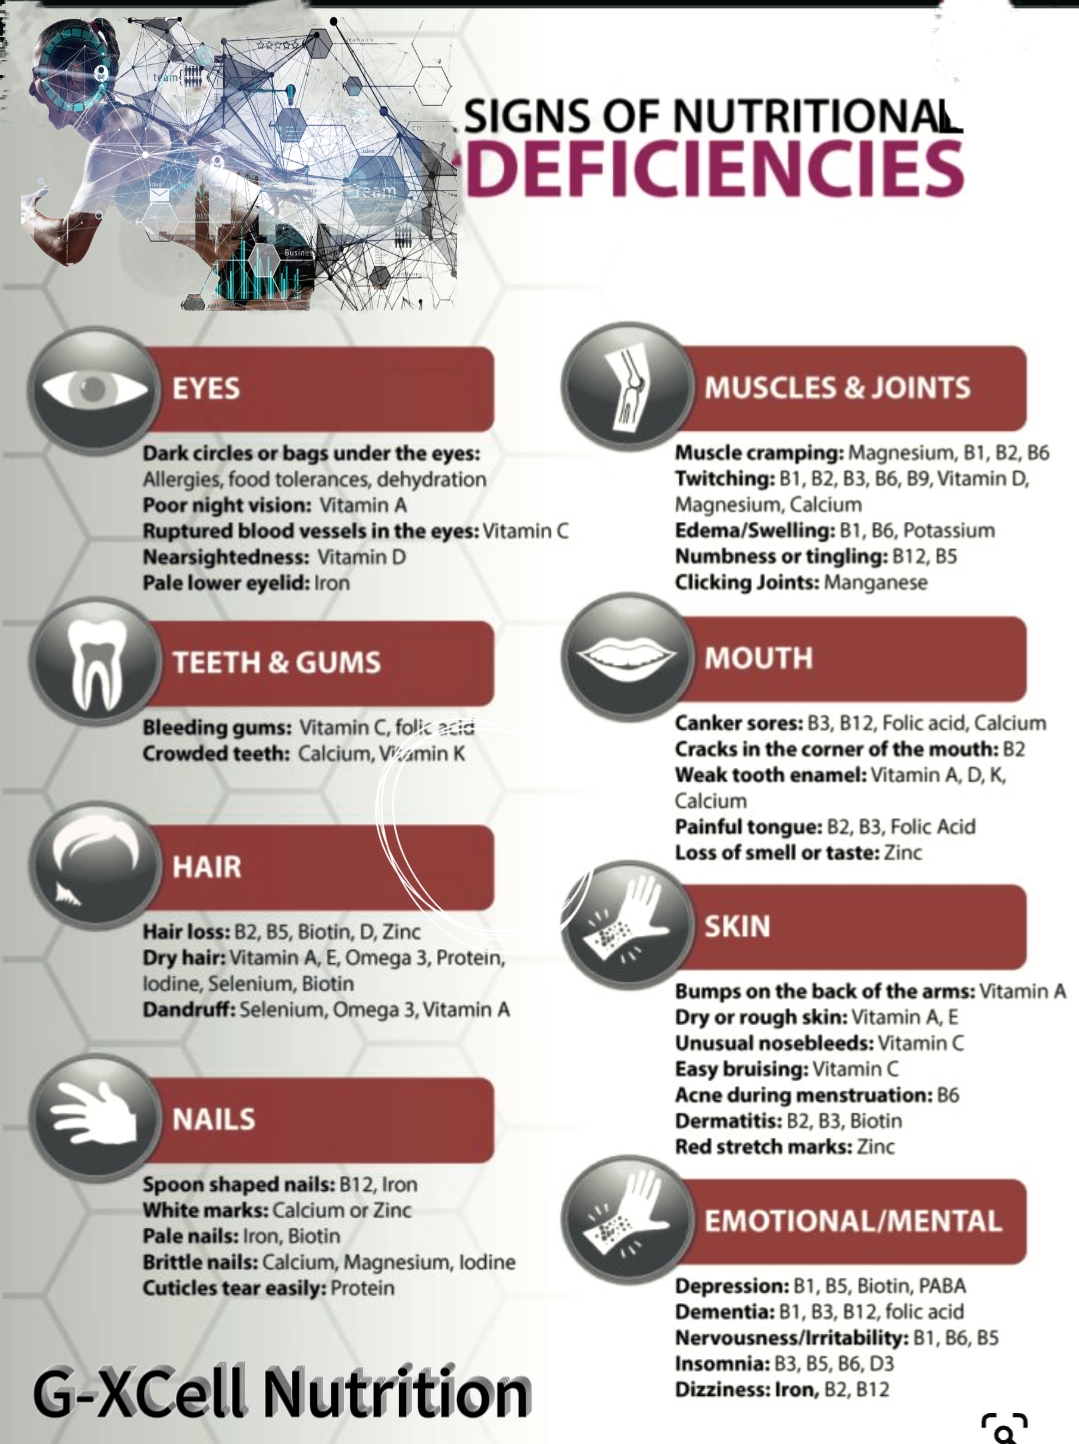 SIGNS OF NUTRITIONAL
DEFICIENCIES
team
Team
EYES
Dark circles or bags under the eyes:
Allergies, food tolerances, dehydration
Poor night vision: Vitamin A
Ruptured blood vessels in the eyes: Vitamin C
Nearsightedness: Vitamin D
Pale lower eyelid: Iron
TEETH & GUMS
Bleeding gums: Vitamin C, folic acid
Crowded teeth: Calcium, Vitamin K
HAIR
Hair loss: B2, B5, Biotin, D, Zinc
Dry hair: Vitamin A, E, Omega 3, Protein,
Iodine, Selenium, Biotin
Dandruff: Selenium, Omega 3, Vitamin A
NAILS
Spoon shaped nails: B12, Iron
White marks: Calcium or Zinc
Pale nails: Iron, Biotin
Brittle nails: Calcium, Magnesium, Iodine
Cuticles tear easily: Protein
MUSCLES & JOINTS
Muscle cramping: Magnesium, B1, B2, B6
Twitching: B1, B2, B3, B6, B9, Vitamin D,
Magnesium, Calcium
Edema/Swelling: B1, B6, Potassium
Numbness or tingling: B12, B5
Clicking Joints: Manganese
MOUTH
Canker sores: B3, B12, Folic acid, Calcium
Cracks in the corner of the mouth: B2
Weak tooth enamel: Vitamin A, D, K,
Calcium
Painful tongue: B2, B3, Folic Acid
Loss of smell or taste: Zinc
SKIN
Bumps on the back of the arms: Vitamin A
Dry or rough skin: Vitamin A, E
Unusual nosebleeds: Vitamin C
Easy bruising: Vitamin C
Acne during menstruation: B6
Dermatitis: B2, B3, Biotin
Red stretch marks: Zinc
EMOTIONAL/MENTAL
Depression: B1, B5, Biotin, PABA
Dementia: B1, B3, B12, folic acid
Nervousness/Irritability: B1, B6, B5
Insomnia: B3, B5, B6, D3
Dizziness: Iron, B2, B12
G-XCell Nutrition